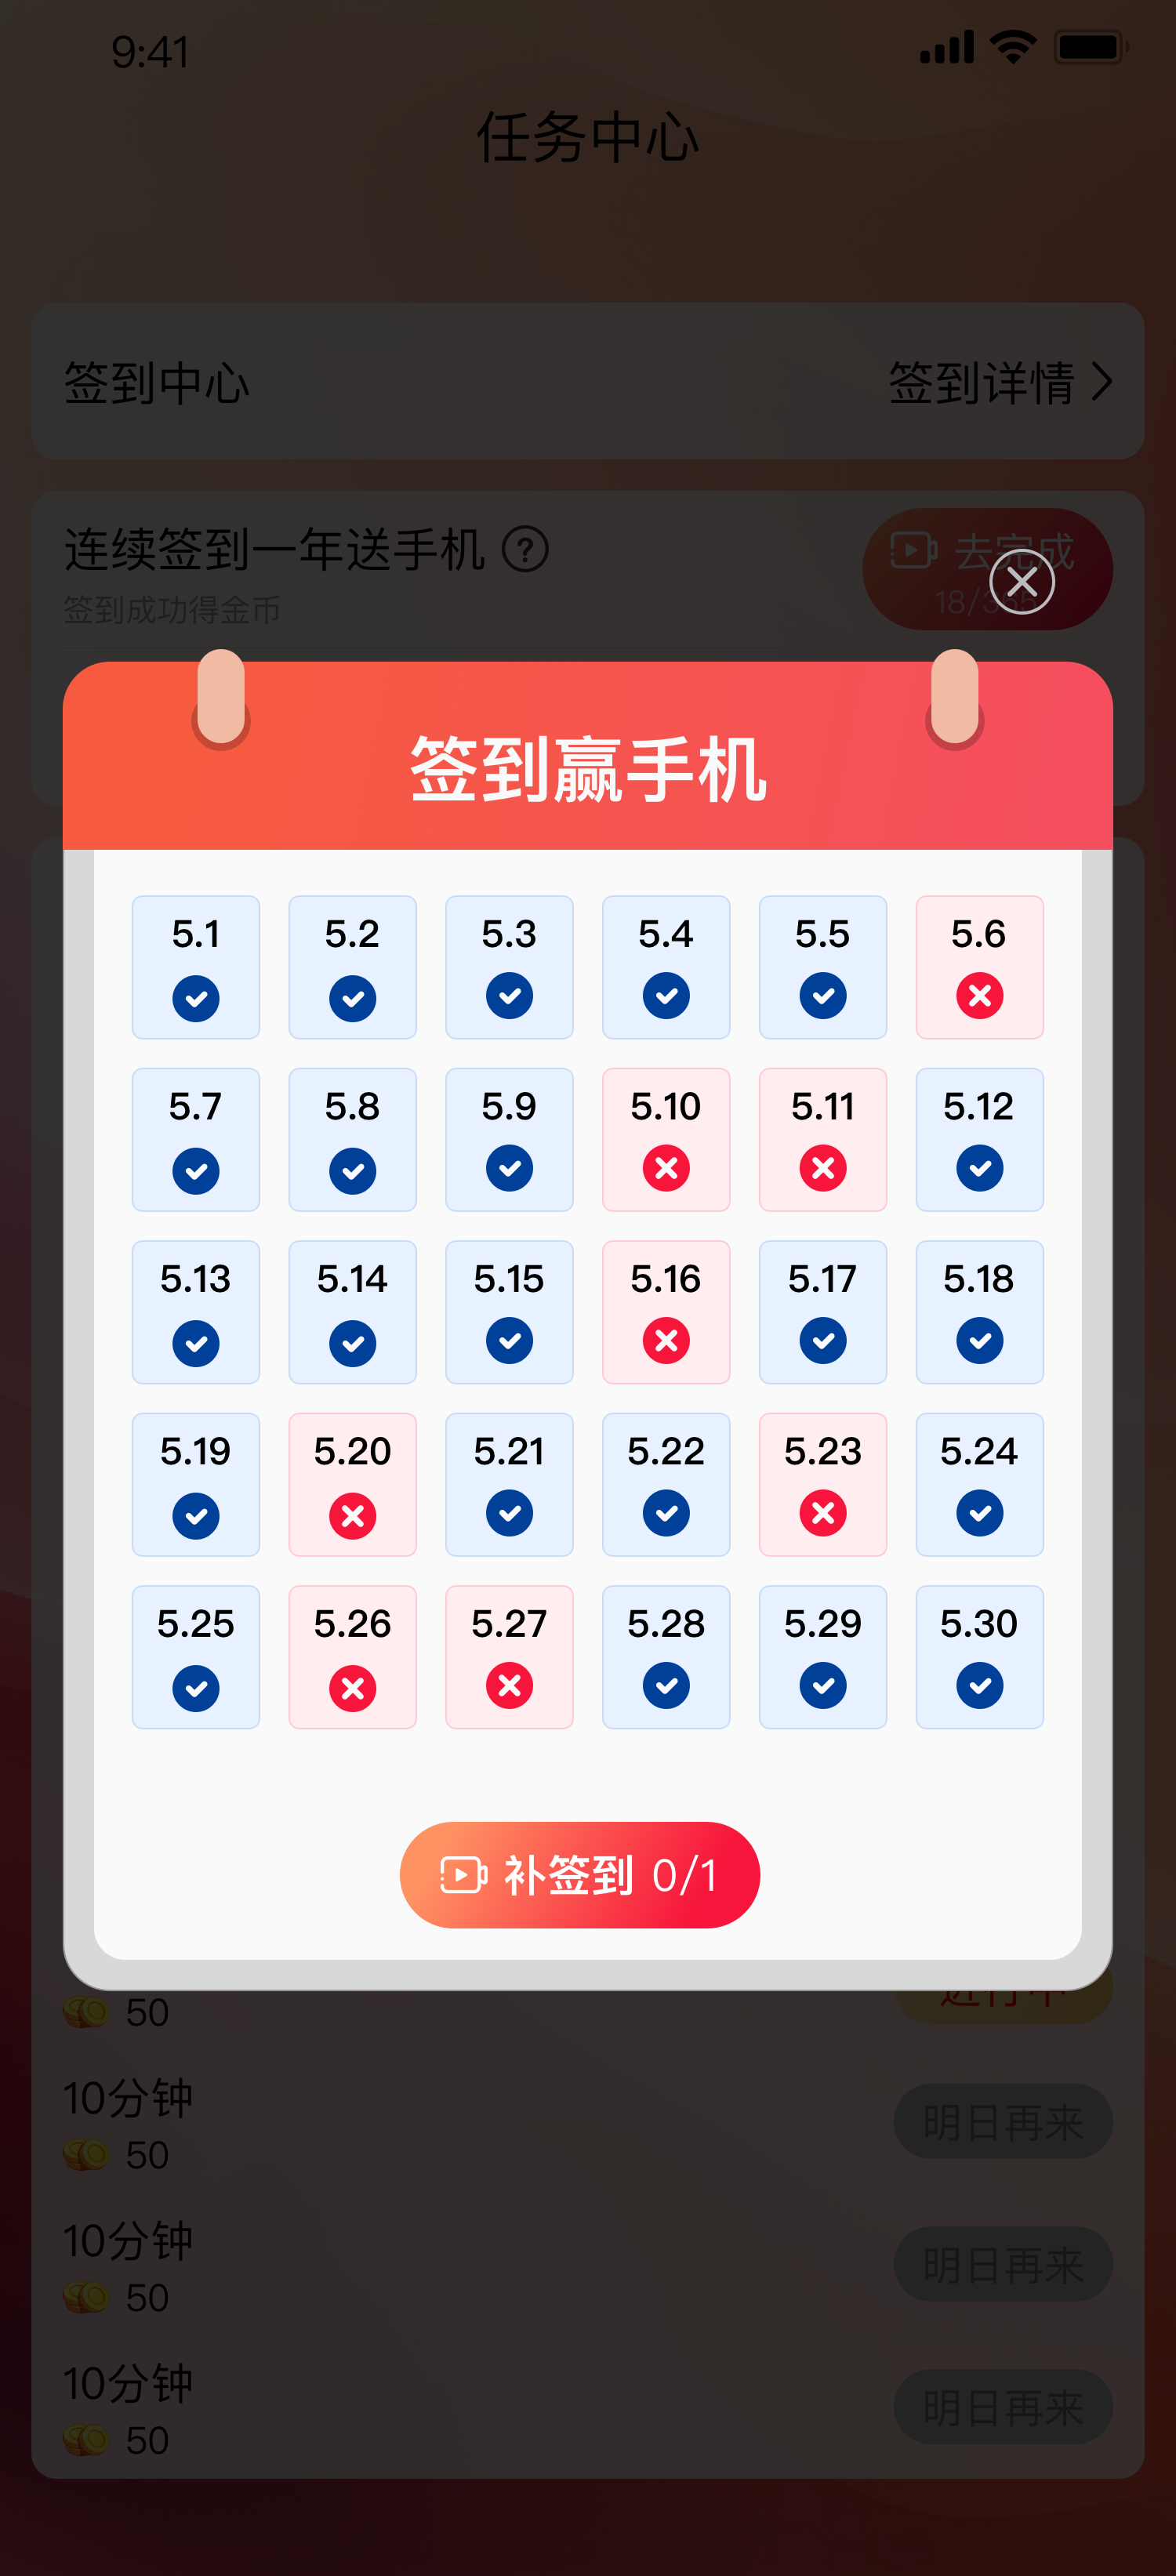 9:41
任务中心
签到中心
签到详情
连续签到一年送手机
签到成功得金币
去完成
18/365
签到赢手机
5.1 5.2 5.3 5.4 5.5 5.6
5.7 5.8 5.9 5.10 5.11 5.12
5.13 5.14 5.15 5.16 5.17 5.18
5.19 5.20 5.21 5.22 5.23 5.24
5.25 5.26 5.27 5.28 5.29 5.30
补签到 0/1
进行中
50
10分钟
明日再来
50
10分钟
明日再来
50
10分钟
明日再来
50